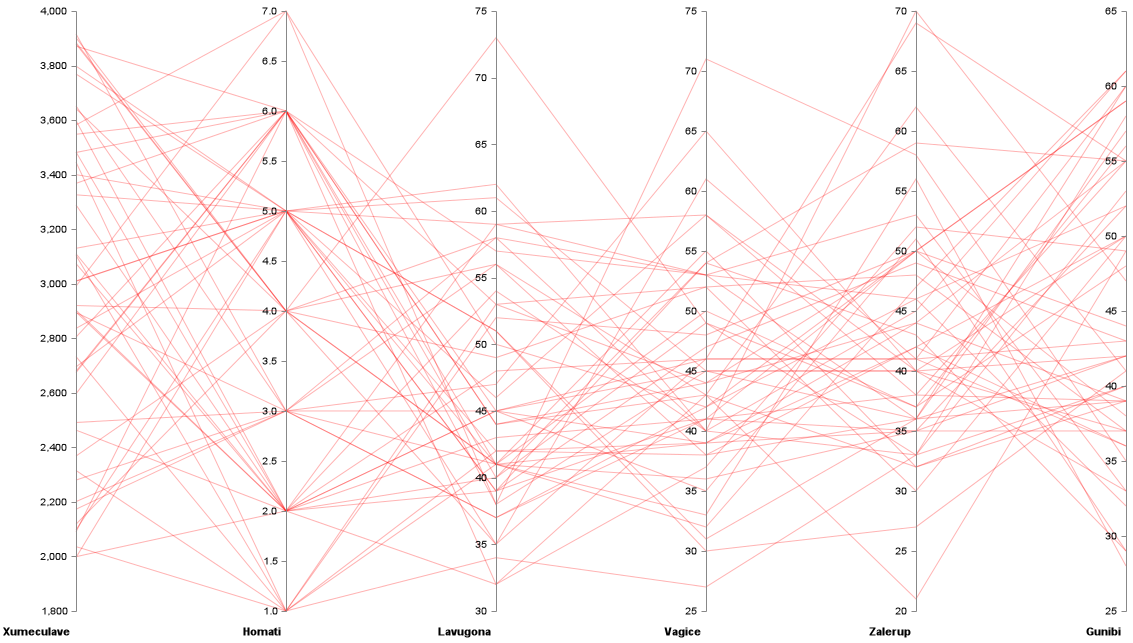 4,000 7.0 75 75 70 65
3,800 6.5 70 70 65 60
3,600 6.0 65 65 60 55
3,400 5.5 60 60 55 50
3,200 5.0 55 55 50 45
3,000 4.5 50 50 45 40
2,800 4.0 45 45 40 35
2,600 3.5 40 40 35 30
2,400 3.0 35 35 30 25
2,200 2.5 30 30 25
2,000 2.0 25 20
1,800 1.5
1.0
Xumeculave Homati Lavugona Vagice Zalerup Gunibi